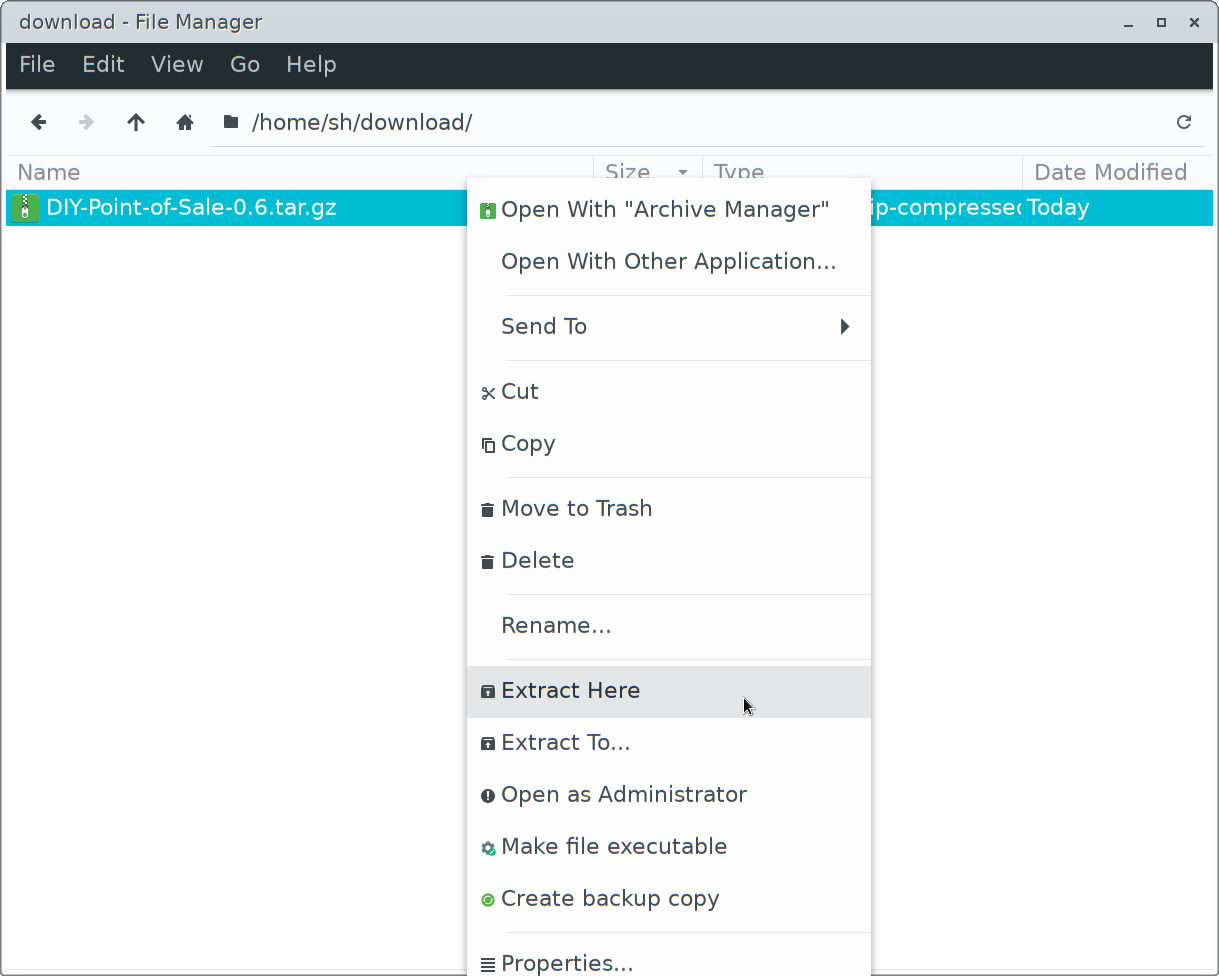 download - File Manager
File Edit View Go Help
/home/sh/download/
Name Size Type Date Modified
DIY-Point-of-Sale-0.6.tar.gz ip-compressed Today
Open With "Archive Manager"
Open With Other Application...
Send To
Cut
Copy
Move to Trash
Delete
Rename...
Extract Here
Extract To...
Open as Administrator
Make file executable
Create backup copy
Properties...